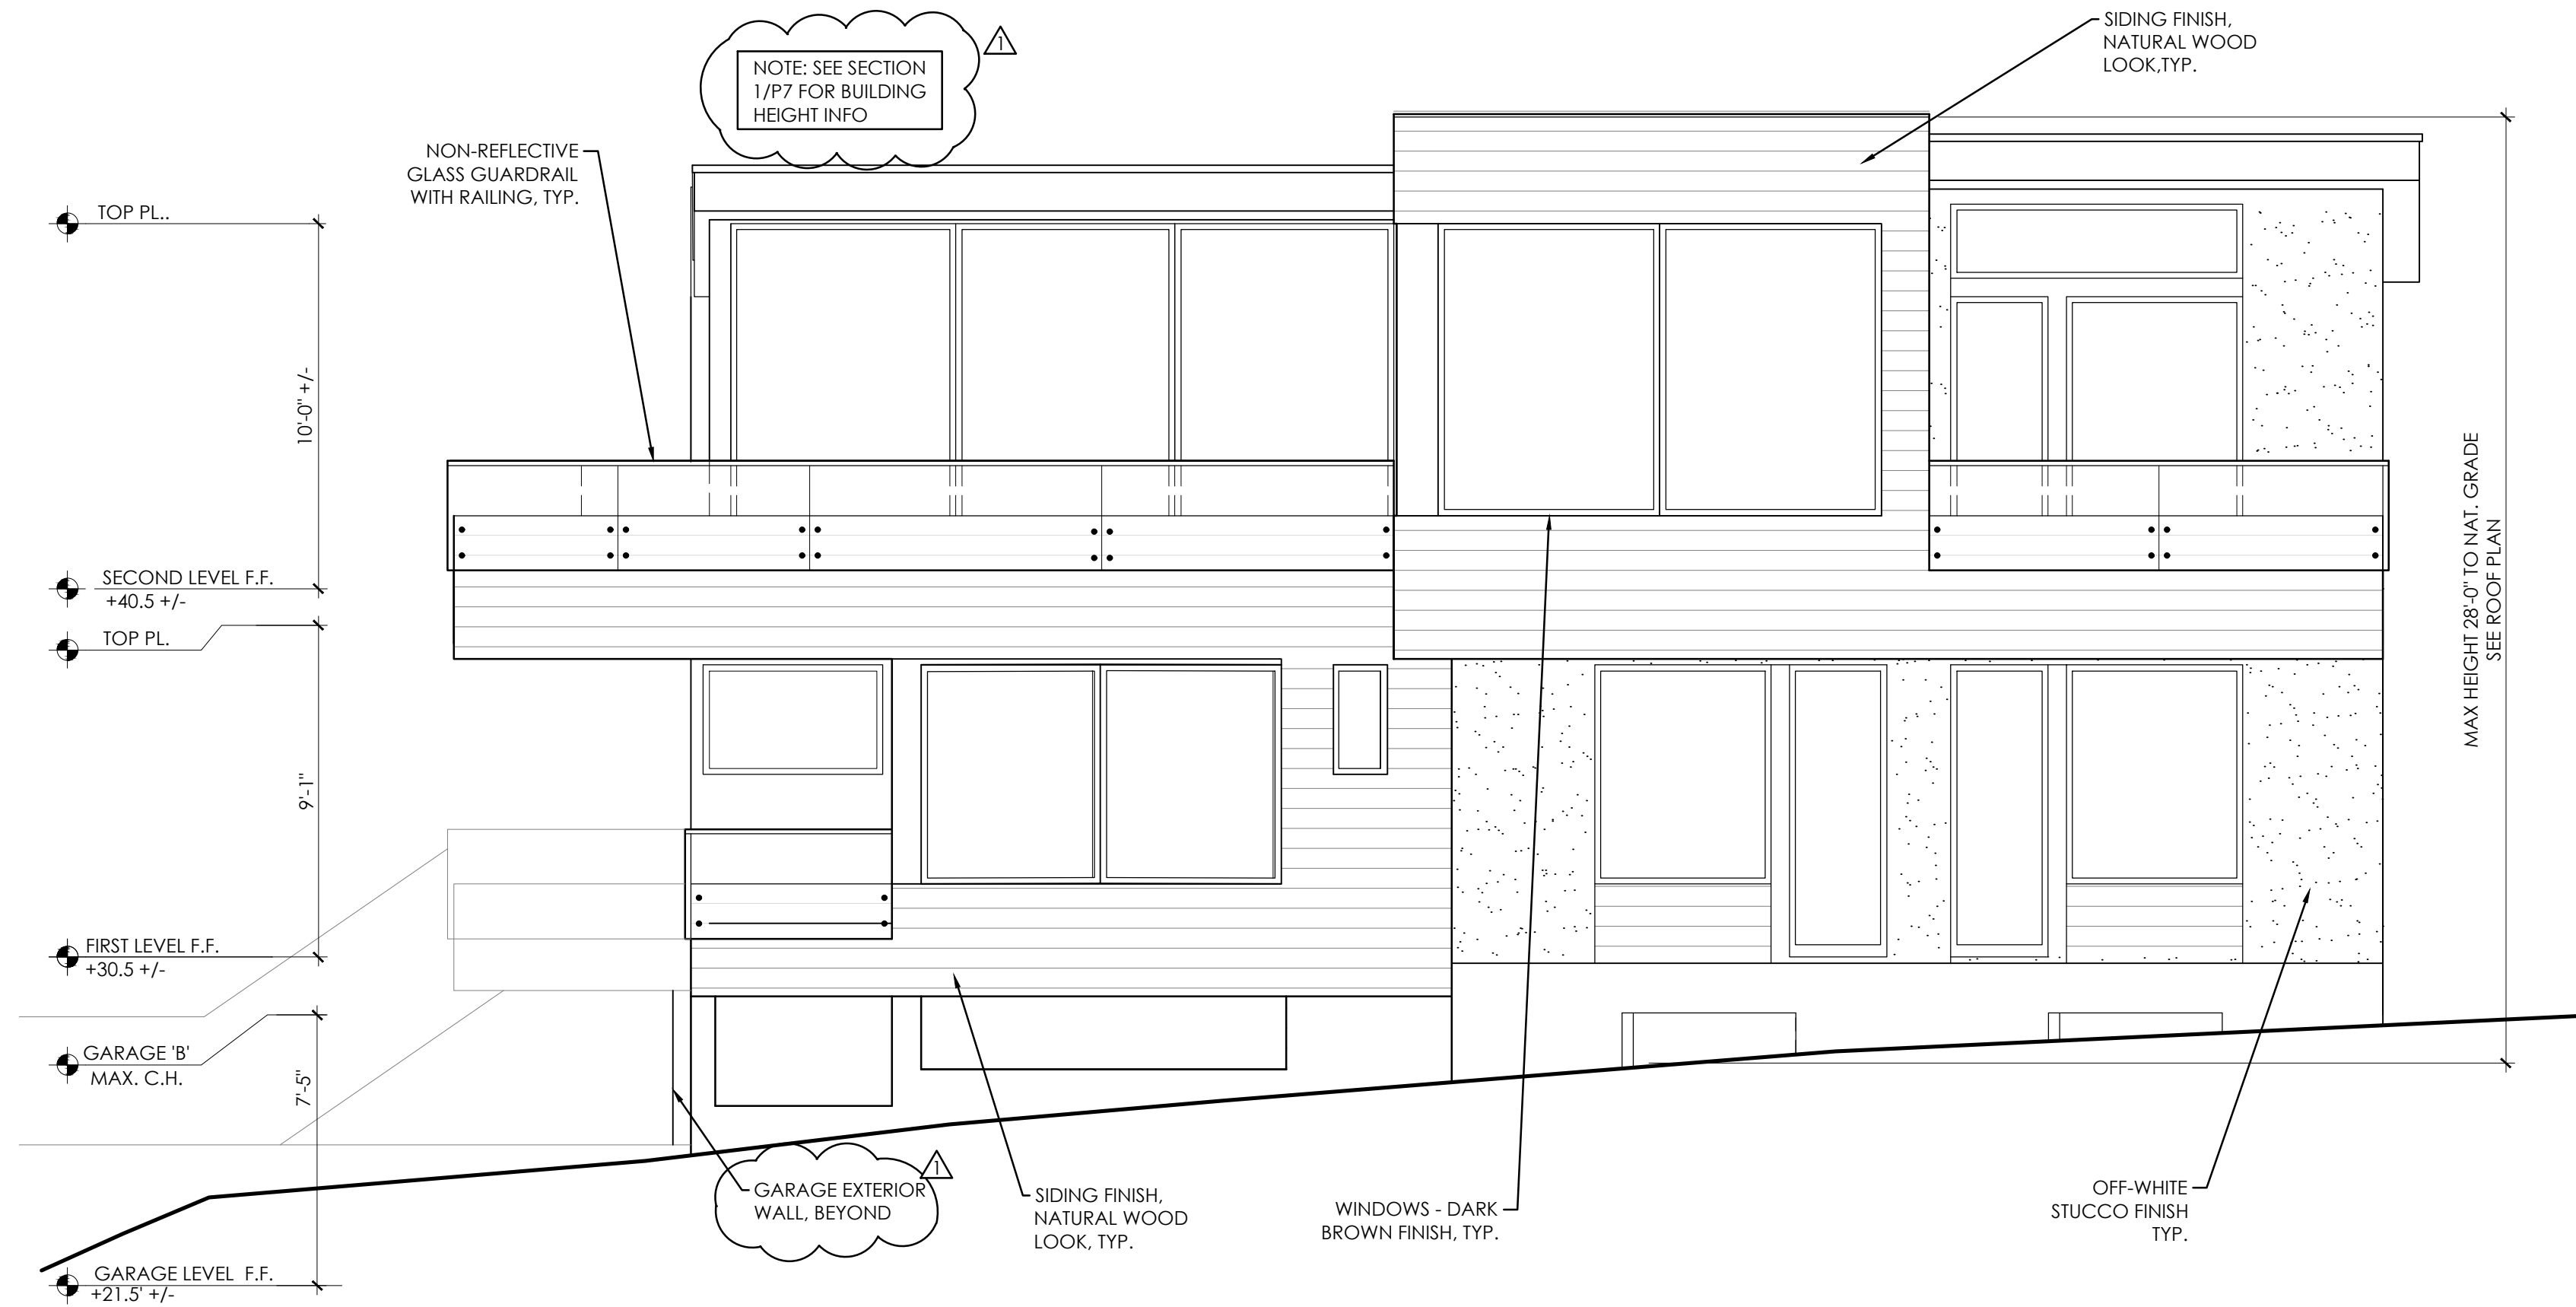 NOTE: SEE SECTION
1/P7 FOR BUILDING
HEIGHT INFO
1
SIDING FINISH,
NATURAL WOOD
LOOK,TYP.
NON-REFLECTIVE
GLASS GUARDRAIL
WITH RAILING, TYP.
TOP PL..
10'-0" +/-
SECOND LEVEL F.F.
+40.5 +/-
TOP PL.
9'-1"
FIRST LEVEL F.F.
+30.5 +/-
GARAGE 'B'
MAX. C.H.
7'-5"
GARAGE LEVEL F.F.
+21.5' +/-
MAX HEIGHT 28'-0" TO NAT. GRADE
SEE ROOF PLAN
GARAGE EXTERIOR
WALL, BEYOND
1
SIDING FINISH,
NATURAL WOOD
LOOK, TYP.
WINDOWS - DARK
BROWN FINISH, TYP.
OFF-WHITE
STUCCO FINISH
TYP.